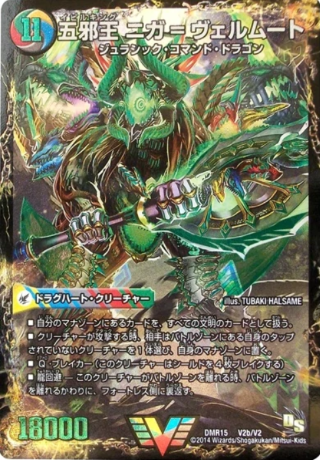 11
イビルキング
五邪王 ニガ=ヴェルムート
ジュラシック・コマンド・ドラゴン
illus. TUBAKI HALSAME
ドラグハート・クリーチャー
■自分のマナゾーンにあるカードを、すべての文明のカードとして扱う。
■クリーチャーが攻撃する時、相手はバトルゾーンにある自身のタップされていないクリーチャーを1体選び、自身のマナゾーンに置く。
■Q・ブレイカー(このクリーチャーはシールドを4枚ブレイクする)
■龍回避ーこのクリーチャーがバトルゾーンを離れる時、バトルゾーンを離れるかわりに、フォートレス側に裏返す。
18000
V
DS
DMR15 V2b/V2
©2014 Wizards/Shogakukan/Mitsui-Kids